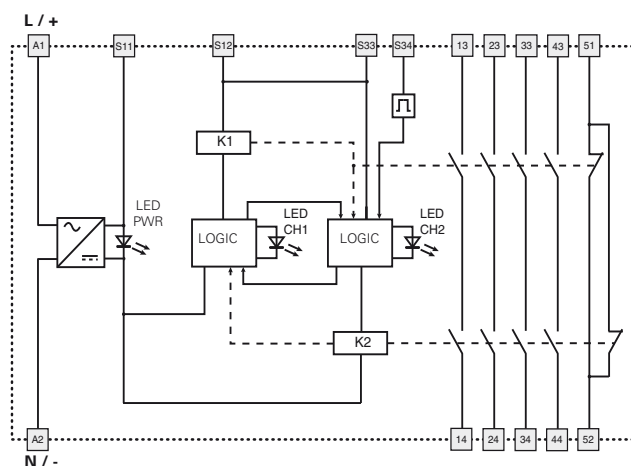 L / +
A1 S11 S12 S33 S34 13 23 33 43 51
K1
LED
PWR
LOGIC
LED
CH1
LOGIC
LED
CH2
K2
A2 14 24 34 44 52
N / -